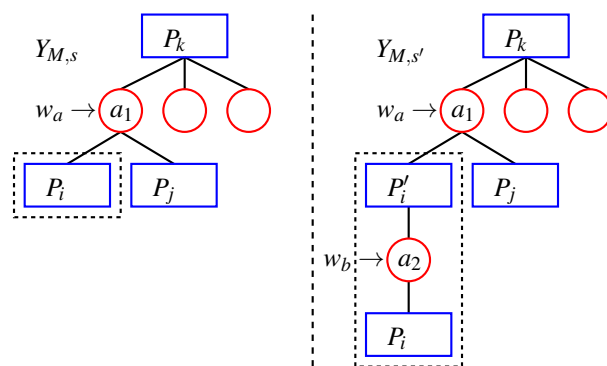 Y_{M,s}
P_k
w_a → a_1
P_i P_j
Y_{M,s′}
P_k
w_a → a_1
P_i′ P_j
w_b → a_2
P_i